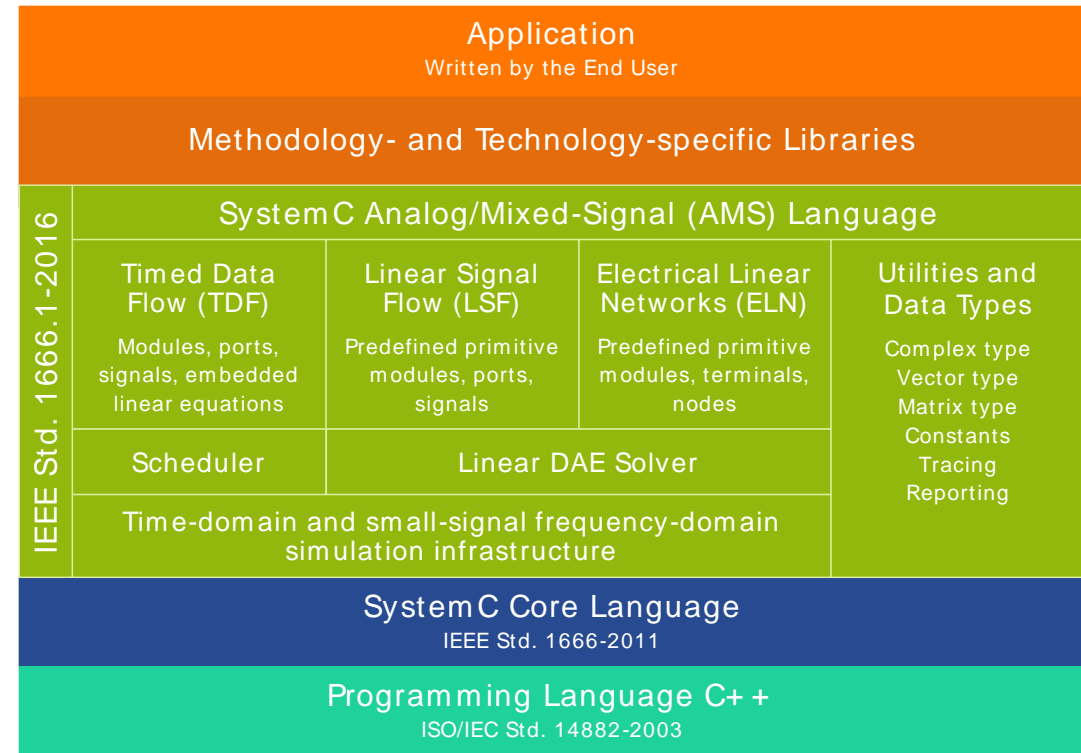 Application
Written by the End User
Methodology- and Technology-specific Libraries
IEEE Std. 1666.1-2016
SystemC Analog/Mixed-Signal (AMS) Language
Timed Data
Flow (TDF)
Modules, ports,
signals, embedded
linear equations
Linear Signal
Flow (LSF)
Predefined primitive
modules, ports,
signals
Electrical Linear
Networks (ELN)
Predefined primitive
modules, terminals,
nodes
Utilities and
Data Types
Complex type
Vector type
Matrix type
Constants
Tracing
Reporting
Scheduler
Linear DAE Solver
Time-domain and small-signal frequency-domain
simulation infrastructure
SystemC Core Language
IEEE Std. 1666-2011
Programming Language C++
ISO/IEC Std. 14882-2003